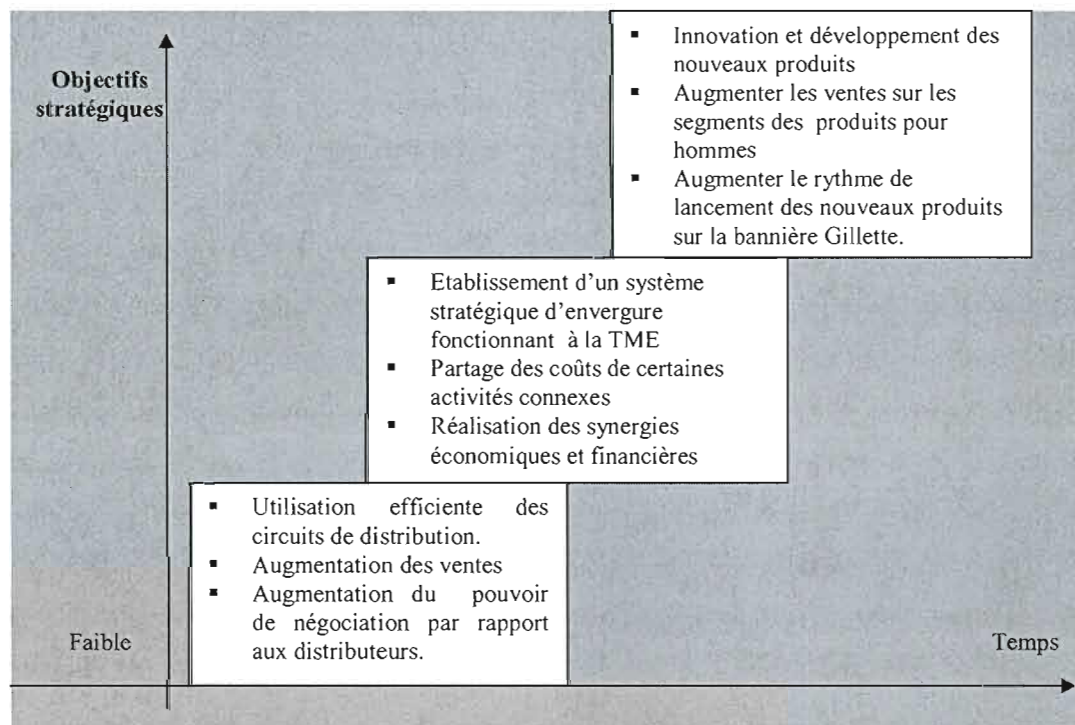 Objectifs
stratégiques
▪ Innovation et développement des
nouveaux produits
▪ Augmenter les ventes sur les
segments des produits pour
hommes
▪ Augmenter le rythme de
lancement des nouveaux produits
sur la bannière Gillette.
▪ Etablissement d'un système
stratégique d'envergure
fonctionnant à la TME
▪ Partage des coûts de certaines
activités connexes
▪ Réalisation des synergies
économiques et financières
▪ Utilisation efficiente des
circuits de distribution.
▪ Augmentation des ventes
▪ Augmentation du pouvoir
de négociation par rapport
aux distributeurs.
Faible
Temps